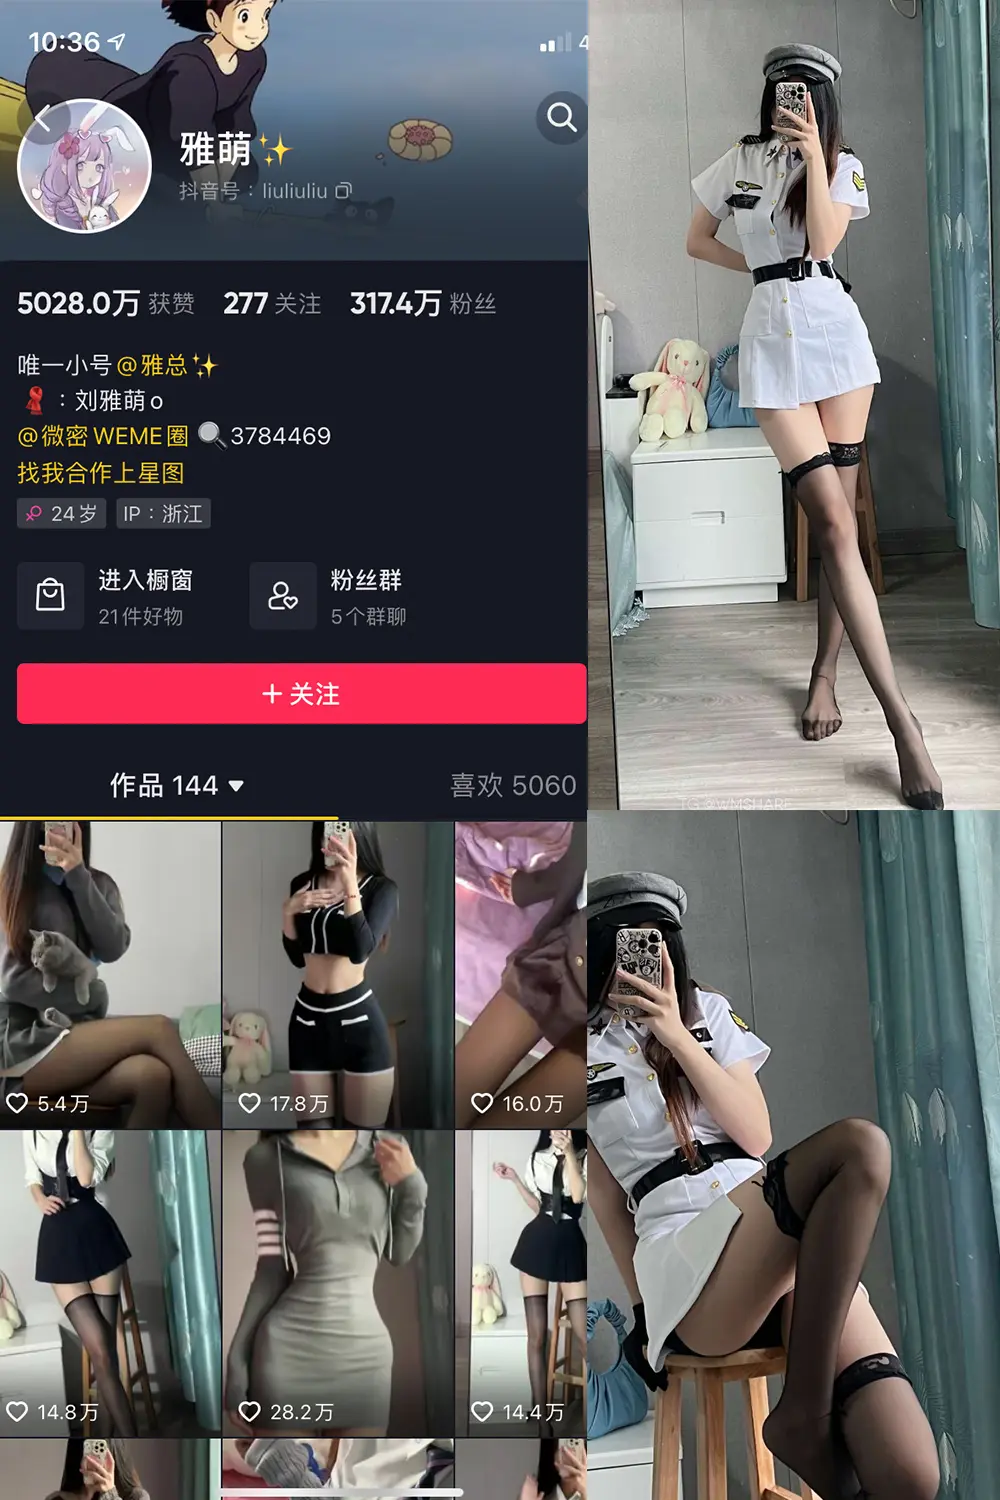 10:36
4
雅萌✨
抖音号：liuliuliu
5028.0万 获赞 277 关注 317.4万 粉丝
唯一小号@雅总✨
🧣：刘雅萌o
@微密WEME圈🔍3784469
找我合作上星图
24岁 IP：浙江
进入橱窗
21件好物
粉丝群
5个群聊
+ 关注
作品 144
喜欢 5060
5.4万
17.8万
16.0万
14.8万
28.2万
14.4万
TG @WMSHARE